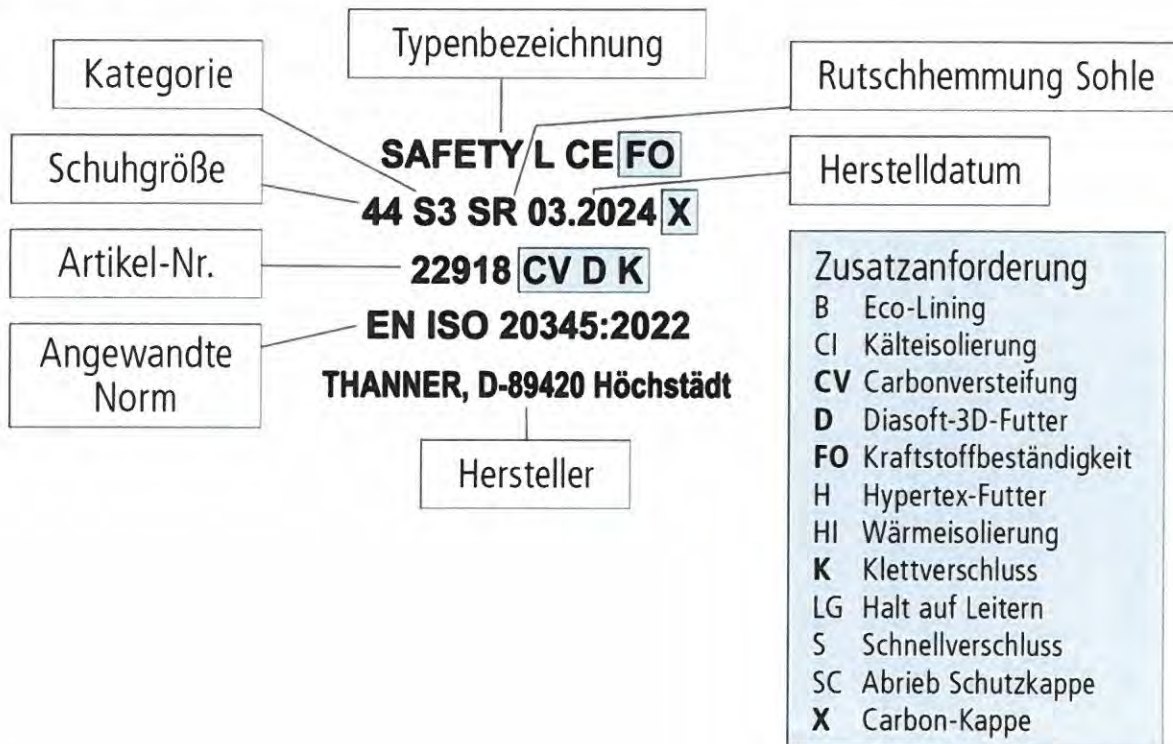 Typenbezeichnung
Kategorie
Rutschhemmung Sohle
Schuhgröße
SAFETY L CE FO
Herstelldatum
44 S3 SR 03.2024 X
Artikel-Nr.
22918 CV D K
Angewandte
Norm
EN ISO 20345:2022
THANNER, D-89420 Höchstädt
Hersteller
Zusatzanforderung
B Eco-Lining
CI Kälteisolierung
CV Carbonversteifung
D Diasoft-3D-Futter
FO Kraftstoffbeständigkeit
H Hypertex-Futter
HI Wärmeisolierung
K Klettverschluss
LG Halt auf Leitern
S Schnellverschluss
SC Abrieb Schutzkappe
X Carbon-Kappe